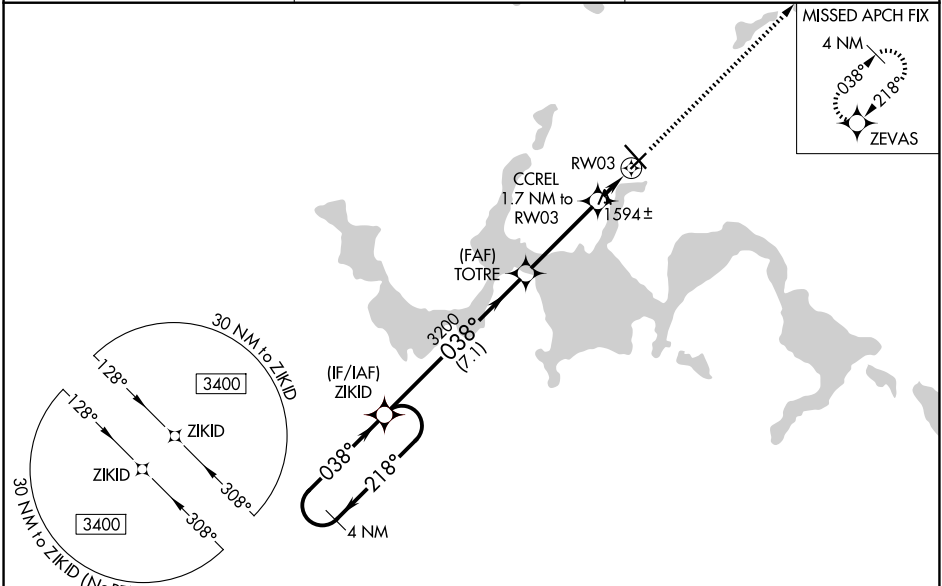 MISSED APCH FIX
4 NM
038°
218°
ZEVAS
RW03
CCREL
1.7 NM to
RW03
1594±
(FAF)
TOTRE
3200
038°
(7.1)
(IF/IAF)
ZIKID
038°
218°
4 NM
30 NM to ZIKID
128°
3400
ZIKID
308°
128°
ZIKID
308°
3400
30 NM to ZIKID